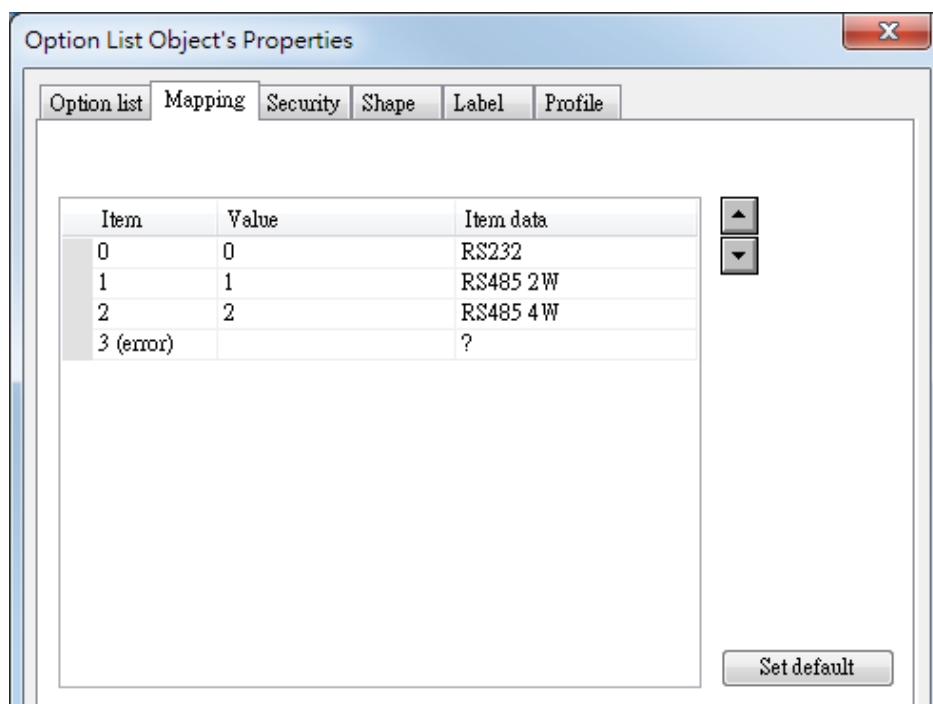 Option List Object's Properties
Option list Mapping Security Shape Label Profile
Item Value Item data
0 0 RS232
1 1 RS485 2W
2 2 RS485 4W
3 (error) ?
Set default